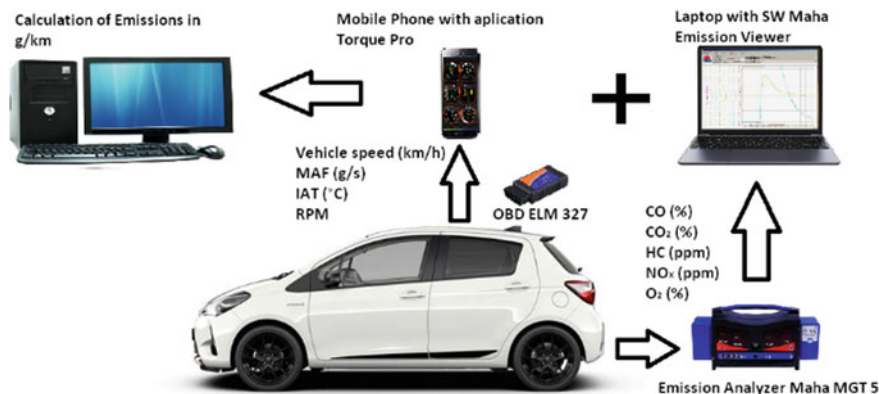 Calculation of Emissions in
g/km
Mobile Phone with aplication
Torque Pro
Laptop with SW Maha
Emission Viewer
Vehicle speed (km/h)
MAF (g/s)
IAT (°C)
RPM
OBD ELM 327
CO (%)
CO₂ (%)
HC (ppm)
NOₓ (ppm)
O₂ (%)
Emission Analyzer Maha MGT 5